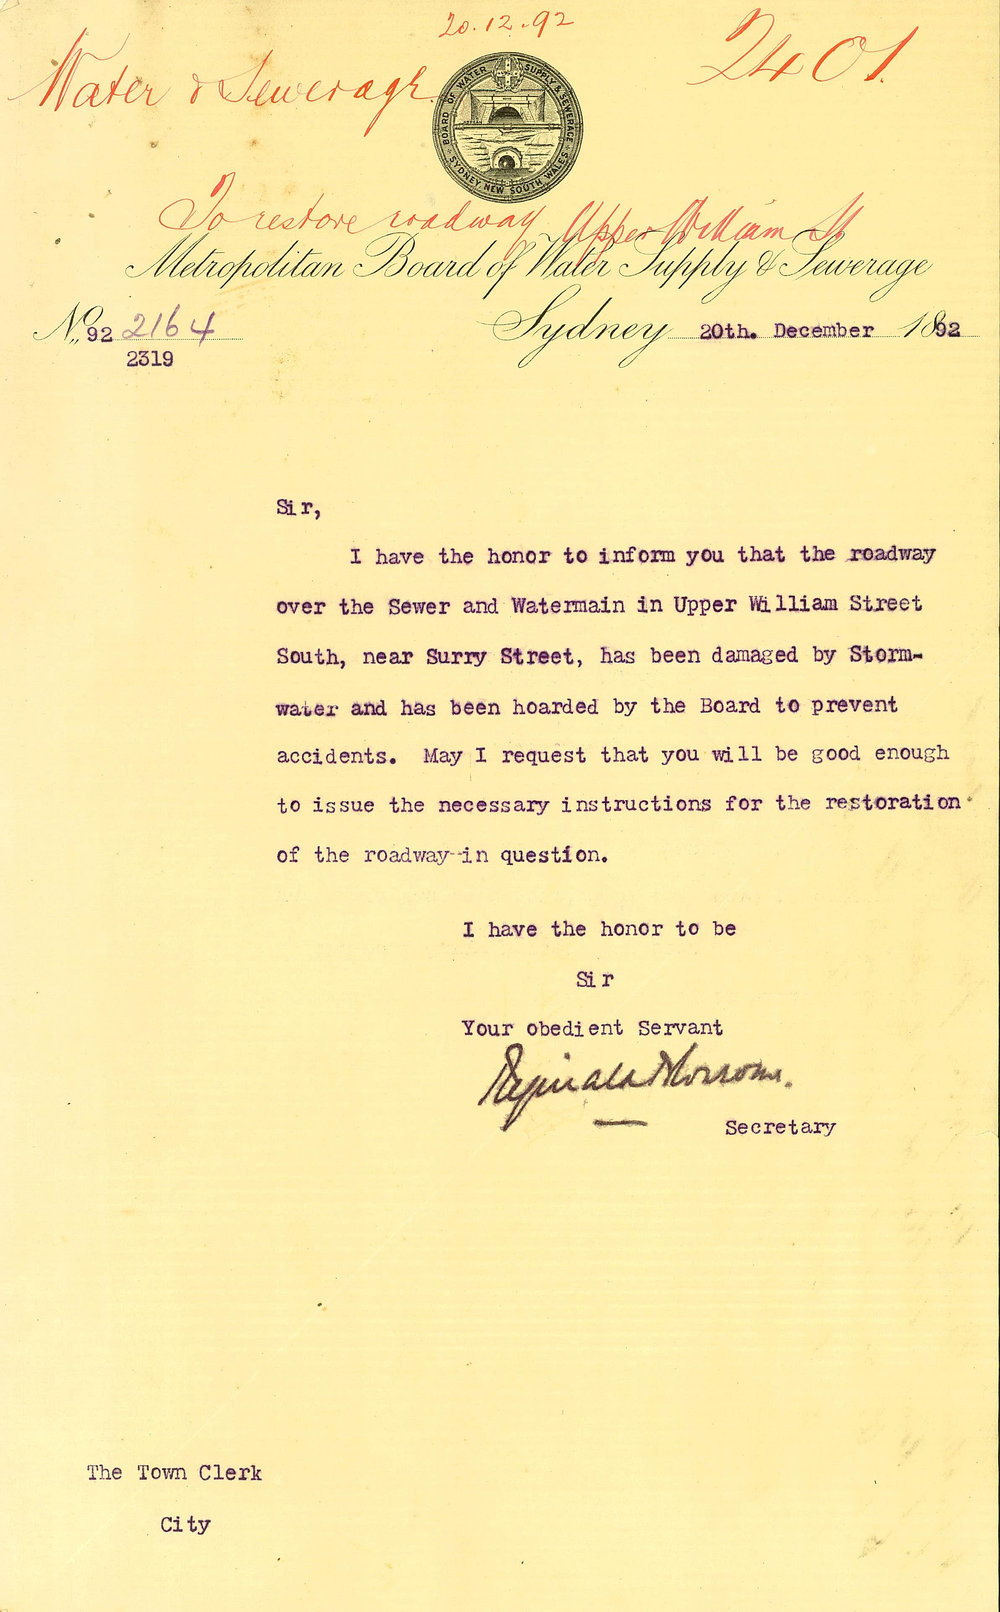 20.12.92
Water & Sewerage.
2401.
BOARD OF WATER SUPPLY & SEWERAGE
SYDNEY, NEW SOUTH WALES
To restore roadway Upper William St
Metropolitan Board of Water Supply & Sewerage
No. 92 2164
2319
Sydney 20th. December 1892
Sir,
I have the honor to inform you that the roadway
over the Sewer and Watermain in Upper William Street
South, near Surry Street, has been damaged by Storm-
water and has been hoarded by the Board to prevent
accidents. May I request that you will be good enough
to issue the necessary instructions for the restoration
of the roadway in question.
I have the honor to be
Sir
Your obedient Servant
Reginald
Secretary
The Town Clerk
City